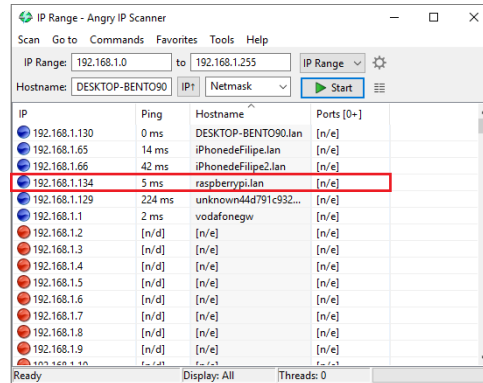 IP Range - Angry IP Scanner
Scan Go to Commands Favorites Tools Help
IP Range: 192.168.1.0 to 192.168.1.255 IP Range
Hostname: DESKTOP-BENTO90 IP↑ Netmask Start
IP Ping Hostname Ports [0+]
192.168.1.130 0 ms DESKTOP-BENTO90.lan [n/e]
192.168.1.65 14 ms iPhonedeFilipe.lan [n/e]
192.168.1.66 42 ms iPhonedeFilipe2.lan [n/e]
192.168.1.134 5 ms raspberrypi.lan [n/e]
192.168.1.129 224 ms unknown44d791c932... [n/e]
192.168.1.1 2 ms vodafonegw [n/e]
192.168.1.2 [n/d] [n/e] [n/e]
192.168.1.3 [n/d] [n/e] [n/e]
192.168.1.4 [n/d] [n/e] [n/e]
192.168.1.5 [n/d] [n/e] [n/e]
192.168.1.6 [n/d] [n/e] [n/e]
192.168.1.7 [n/d] [n/e] [n/e]
192.168.1.8 [n/d] [n/e] [n/e]
192.168.1.9 [n/d] [n/e] [n/e]
Ready Display: All Threads: 0